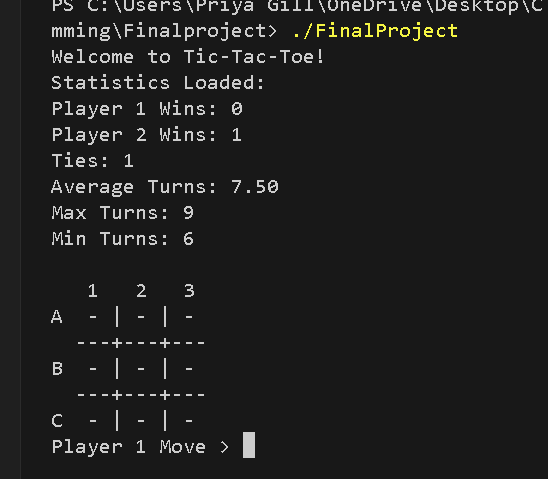 PS C:\Users\Priya Gill\OneDrive\Desktop\C
mming\Finalproject> ./FinalProject
Welcome to Tic-Tac-Toe!
Statistics Loaded:
Player 1 Wins: 0
Player 2 Wins: 1
Ties: 1
Average Turns: 7.50
Max Turns: 9
Min Turns: 6

   1   2   3
A  - | - | -
  ---+---+---
B  - | - | -
  ---+---+---
C  - | - | -
Player 1 Move >